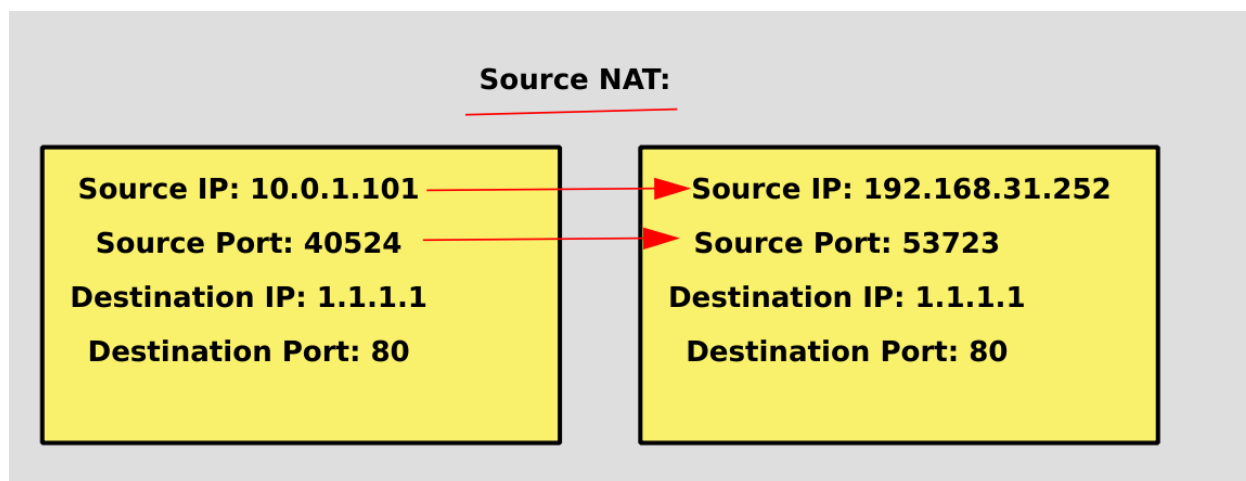 Source NAT:
Source IP: 10.0.1.101
Source Port: 40524
Destination IP: 1.1.1.1
Destination Port: 80
Source IP: 192.168.31.252
Source Port: 53723
Destination IP: 1.1.1.1
Destination Port: 80